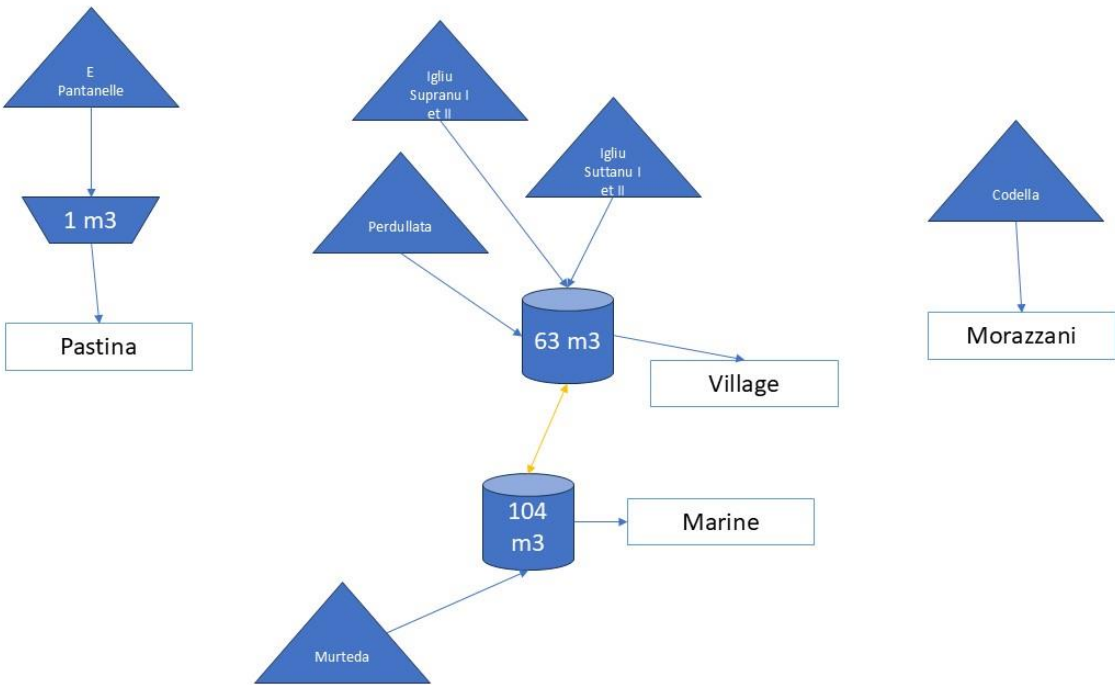 E
Pantanelle
1 m3
Pastina
Igliu
Supranu I
et II
Igliu
Suttanu I
et II
Perdullata
63 m3
Village
104
m3
Marine
Murteda
Codella
Morazzani